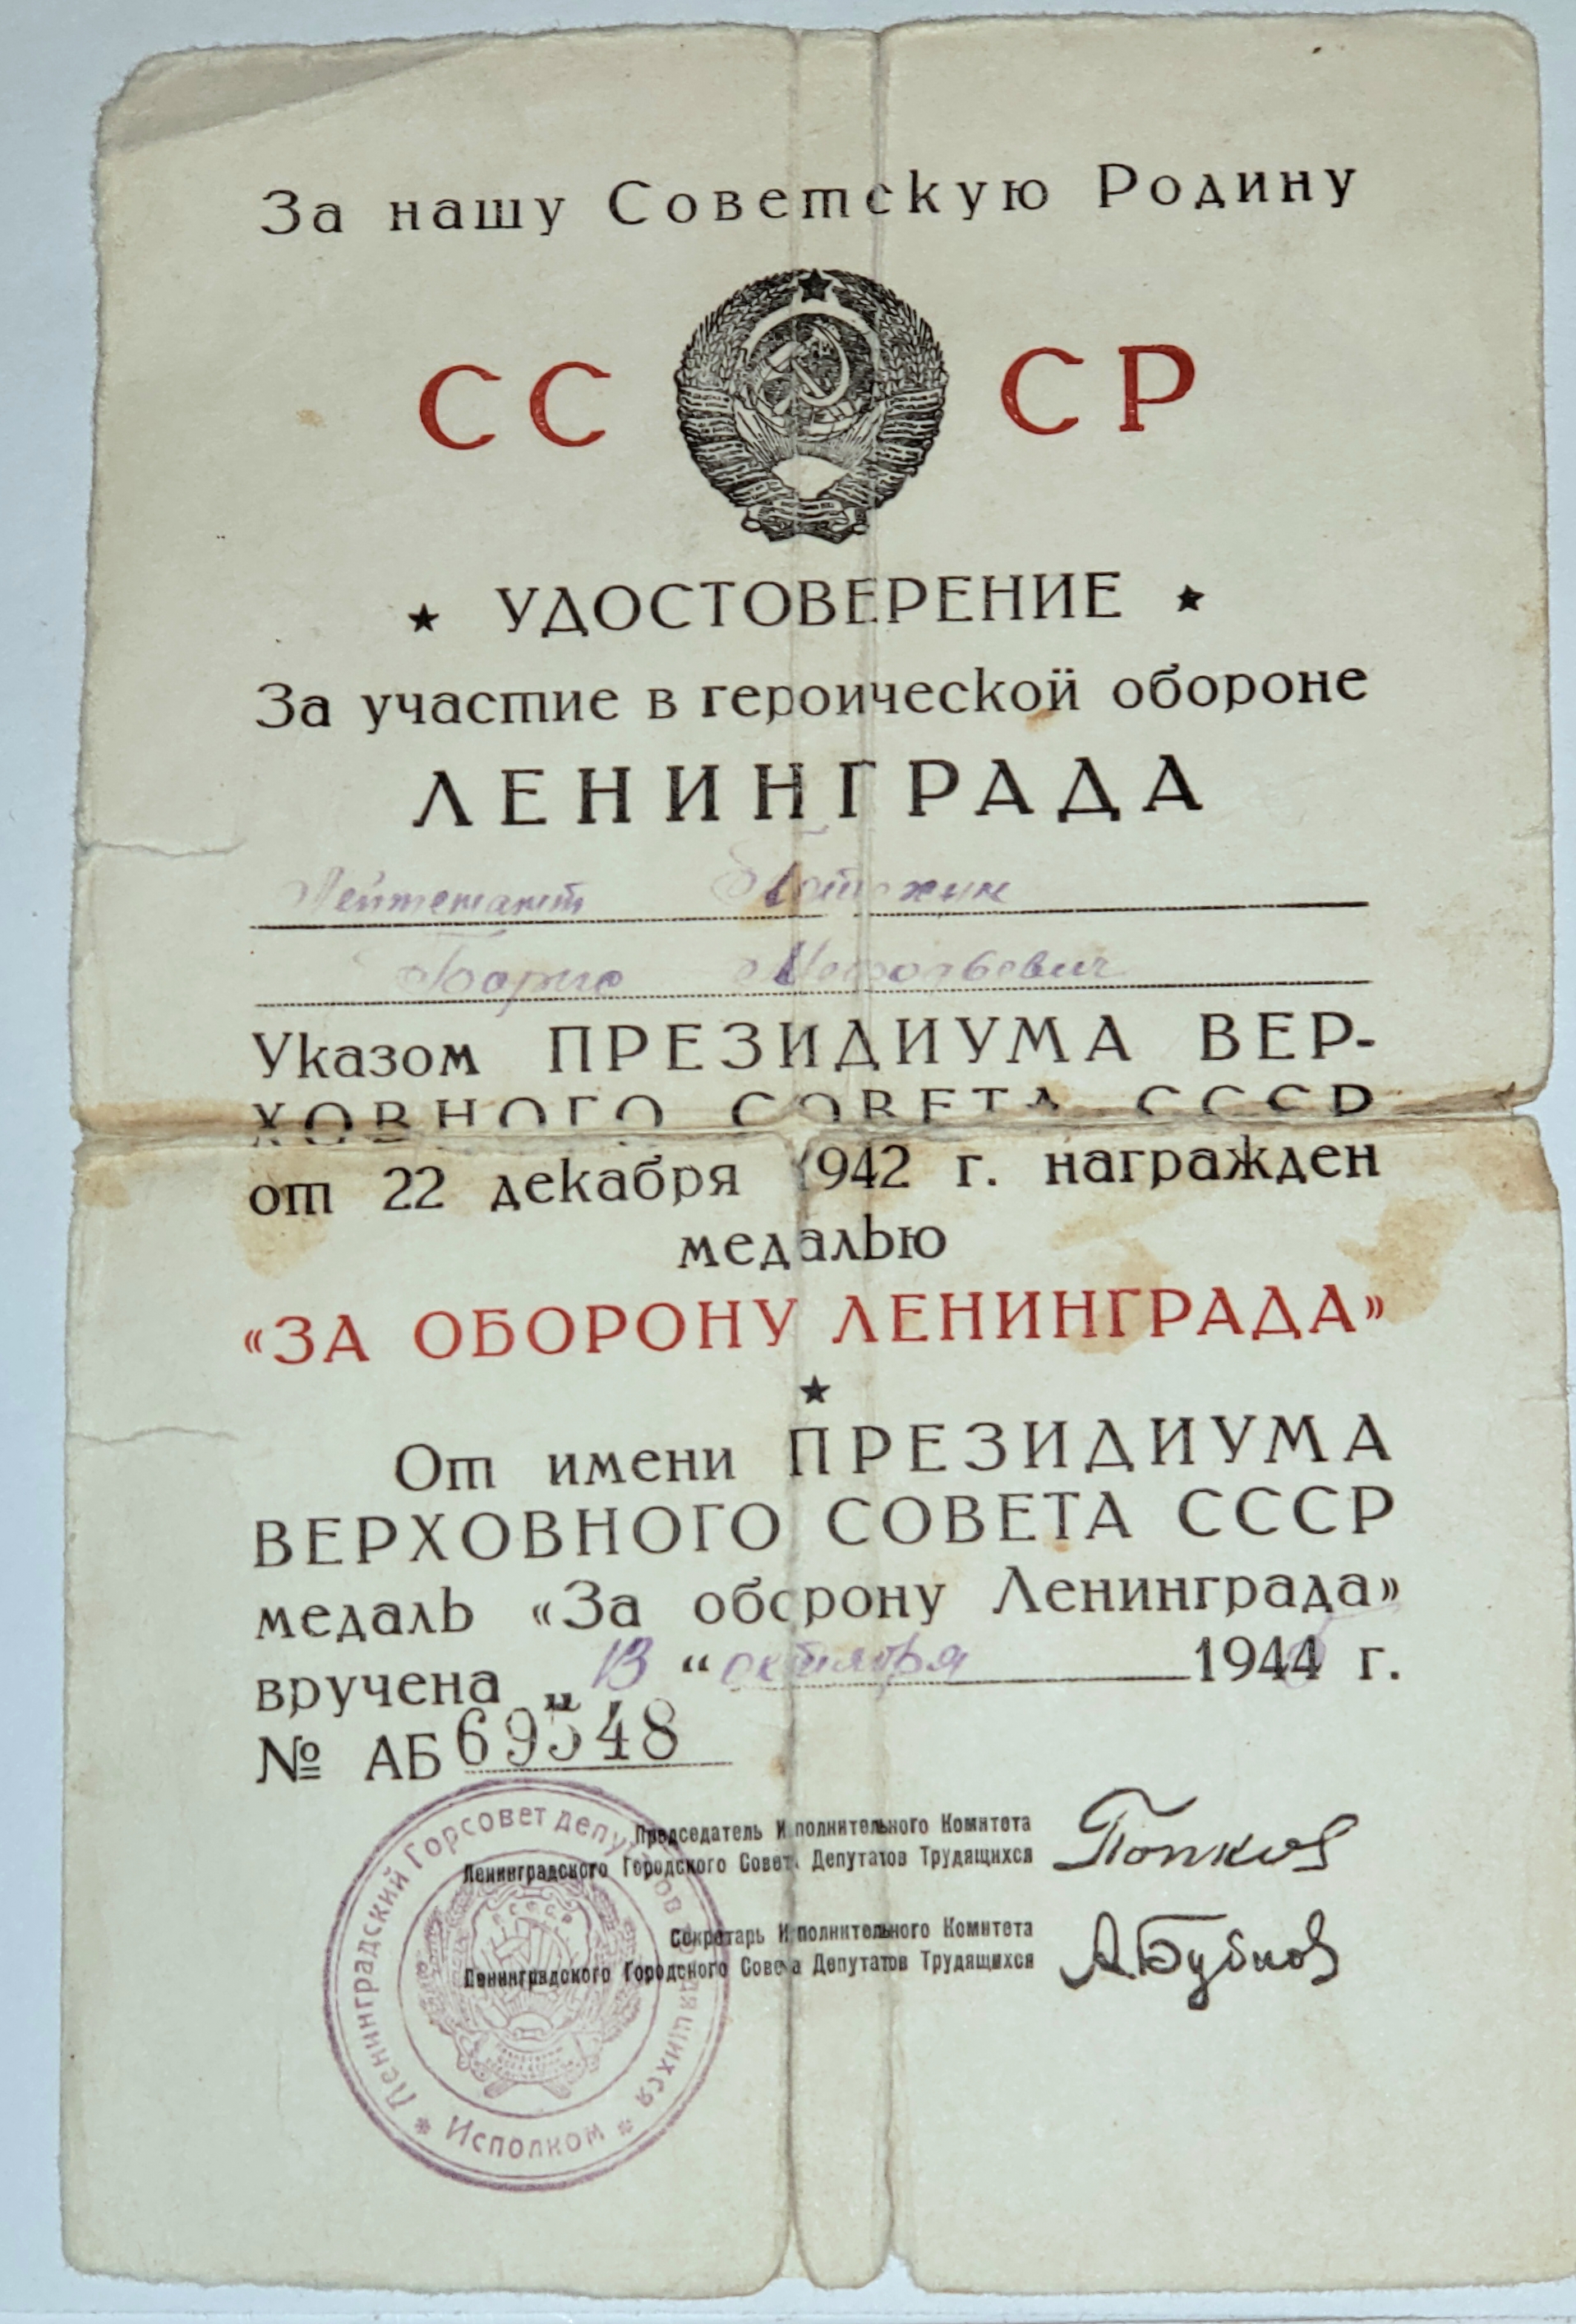 За нашу Советскую Родину
СС СР
УДОСТОВЕРЕНИЕ
За участие в героической обороне
ЛЕНИНГРАДА
Лейтенант
Борис
Указом ПРЕЗИДИУМА ВЕР-
ХОВНОГО СОВЕТА СССР
от 22 декабря 1942 г. награжден
медалью
«ЗА ОБОРОНУ ЛЕНИНГРАДА»
От имени ПРЕЗИДИУМА
ВЕРХОВНОГО СОВЕТА СССР
медаль «За оборону Ленинграда»
вручена „13“ октября 194 г.
№ АБ 69548
Председатель Исполнительного Комитета
Ленинградского Городского Совета Депутатов Трудящихся
Попков
Секретарь Исполнительного Комитета
Ленинградского Городского Совета Депутатов Трудящихся
А.Бубнов
Ленинградский Горсовет депутатов трудящихся
Исполком